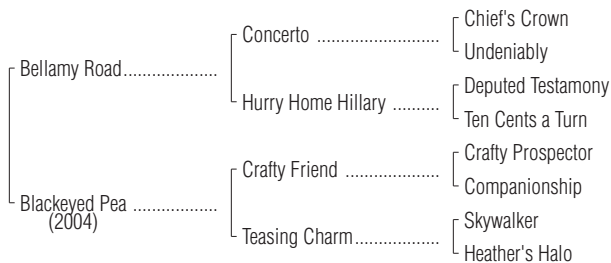 Chief's Crown
Concerto ....................
Undeniably
Bellamy Road...................
Deputed Testamony
Hurry Home Hillary ..........
Ten Cents a Turn
Crafty Prospector
Crafty Friend ....................
Companionship
Blackeyed Pea .................
(2004)
Skywalker
Teasing Charm..................
Heather's Halo